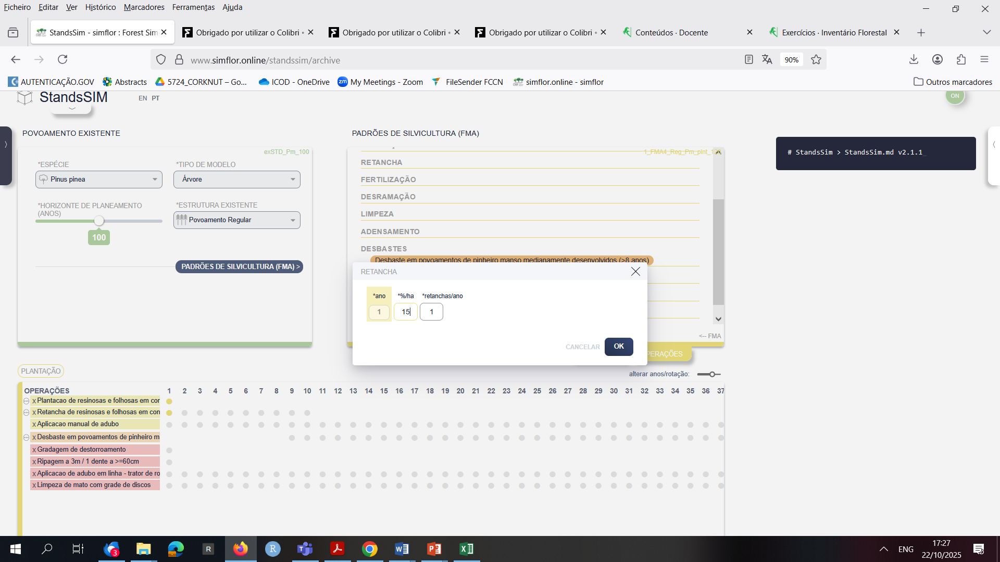 Ficheiro Editar Ver Histórico Marcadores Ferramentas Ajuda
StandsSim - simflor : Forest Sim
Obrigado por utilizar o Colibri •
Obrigado por utilizar o Colibri •
Obrigado por utilizar o Colibri •
Conteúdos · Docente
Exercícios · Inventário Florestal
www.simflor.online/standssim/archive
90%
AUTENTICAÇÃO.GOV
Abstracts
5724_CORKNUT – Go...
ICOD - OneDrive
zm My Meetings - Zoom
FileSender FCCN
simflor.online - simflor
Outros marcadores
StandsSIM
EN PT
ON
POVOAMENTO EXISTENTE
PADRÕES DE SILVICULTURA (FMA)
exSTD_Pm_100
*ESPÉCIE
*TIPO DE MODELO
Pinus pinea
Árvore
*HORIZONTE DE PLANEAMENTO
(ANOS)
*ESTRUTURA EXISTENTE
Povoamento Regular
100
PADRÕES DE SILVICULTURA (FMA) >
RETANCHA
FERTILIZAÇÃO
DESRAMAÇÃO
LIMPEZA
ADENSAMENTO
DESBASTES
Desbaste em povoamentos de pinheiro manso medianamente desenvolvidos (>8 anos)
# StandsSim > StandsSim.md v2.1.1_
RETANCHA
*ano *%/ha *retanchas/ano
1 15 1
CANCELAR OK
<-- FMA
PERAÇÕES
PLANTAÇÃO
alterar anos/rotação:
OPERAÇÕES 1 2 3 4 5 6 7 8 9 10 11 12 13 14 15 16 17 18 19 20 21 22 23 24 25 26 27 28 29 30 31 32 33 34 35 36 37
x Plantacao de resinosas e folhosas em cor
x Retancha de resinosas e folhosas em con
x Aplicacao manual de adubo
x Desbaste em povoamentos de pinheiro m
x Gradagem de destorroamento
x Ripagem a 3m / 1 dente a >=60cm
x Aplicacao de adubo em linha - trator de ro
x Limpeza de mato com grade de discos
3
R
R
ENG
17:27
22/10/2025